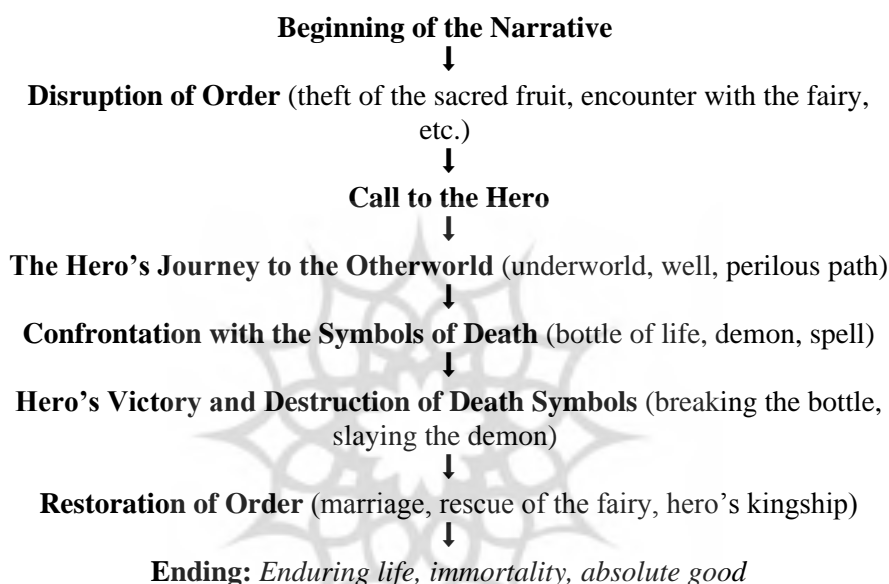 Beginning of the Narrative
Disruption of Order (theft of the sacred fruit, encounter with the fairy,
etc.)
Call to the Hero
The Hero’s Journey to the Otherworld (underworld, well, perilous path)
Confrontation with the Symbols of Death (bottle of life, demon, spell)
Hero’s Victory and Destruction of Death Symbols (breaking the bottle,
slaying the demon)
Restoration of Order (marriage, rescue of the fairy, hero’s kingship)
Ending: Enduring life, immortality, absolute good